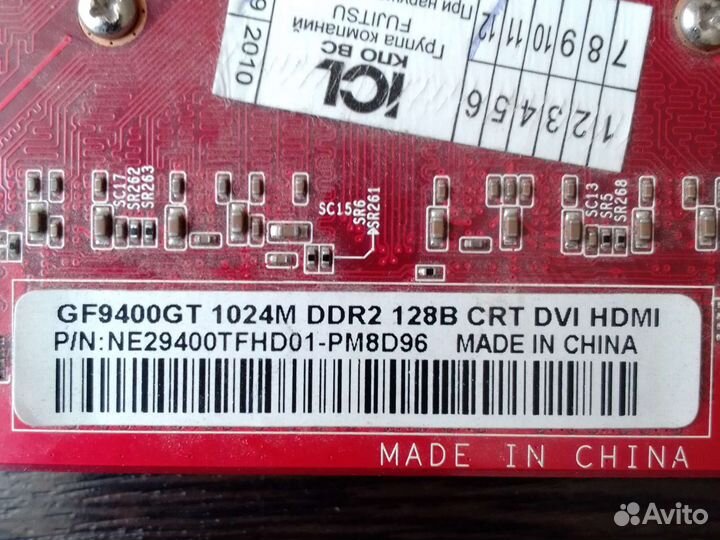 9 2010
ICL
КПО ВС
Группа компаний
FUJITSU
При нару
1 2 3 4 5 6
7 8 9 10 11 12
SC17
SR262
SR263
SC15
SR6
SR261
SC13
SR5
SR268
GF9400GT 1024M DDR2 128B CRT DVI HDMI
P/N:NE29400TFHD01-PM8D96 MADE IN CHINA
MADE IN CHINA
Avito